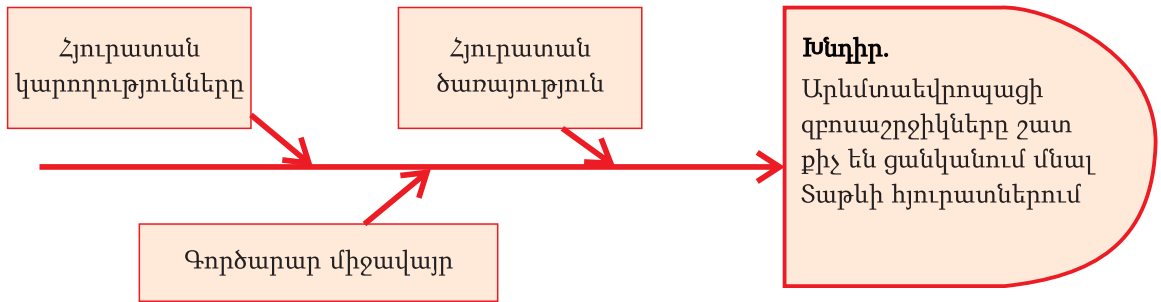 Հյուրատան
կարողությունները
Հյուրատան
ծառայություն
Գործարար միջավայր
Խնդիր.
Արևմտաեվրոպացի
զբոսաշրջիկները շատ
քիչ են ցանկանում մնալ
Տաթևի հյուրատներում